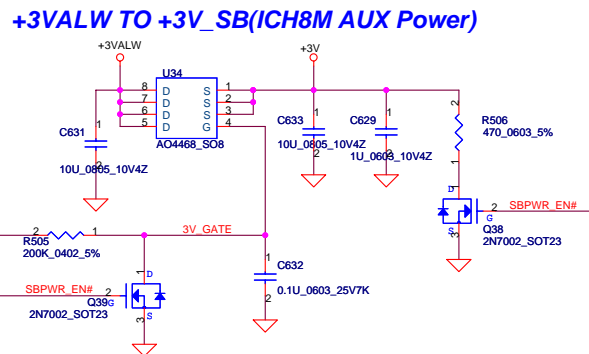 +3VALW TO +3V_SB(ICH8M AUX Power)
+3VALW
+3V
U34
8 D S 1
7 D S 2
6 D S 3
5 D G 4
AO4468_SO8
C631
1
2
10U_0805_10V4Z
C633
1
2
10U_0805_10V4Z
C629
1
2
1U_0603_10V4Z
2
R506
470_0603_5%
1
1
D
SBPWR_EN#
2
G
S
3
Q38
2N7002_SOT23
2
1
R505
200K_0402_5%
3V_GATE
C632
1
2
0.1U_0603_25V7K
1
D
SBPWR_EN#
2
G
Q39
S
3
2N7002_SOT23